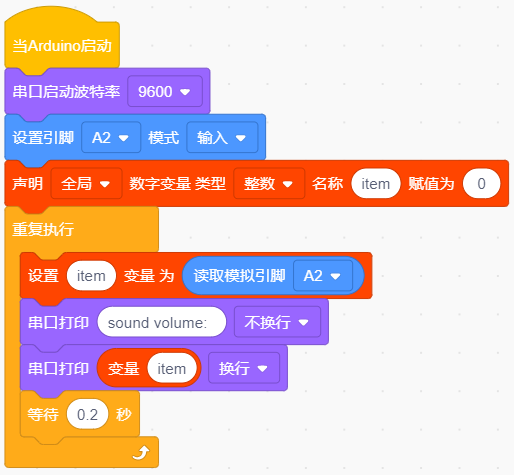 当Arduino启动
串口启动波特率 9600
设置引脚 A2 模式 输入
声明 全局 数字变量 类型 整数 名称 item 赋值为 0
重复执行
设置 item 变量 为 读取模拟引脚 A2
串口打印 sound volume: 不换行
串口打印 变量 item 换行
等待 0.2 秒